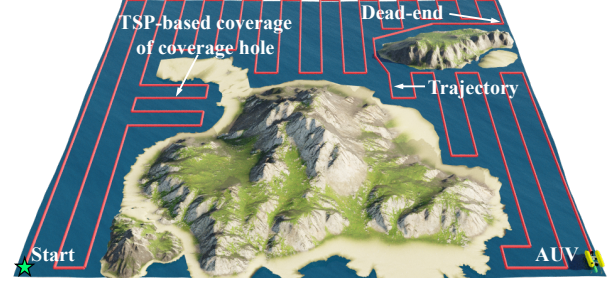 TSP-based coverage
of coverage hole
Dead-end
Trajectory
Start
AUV